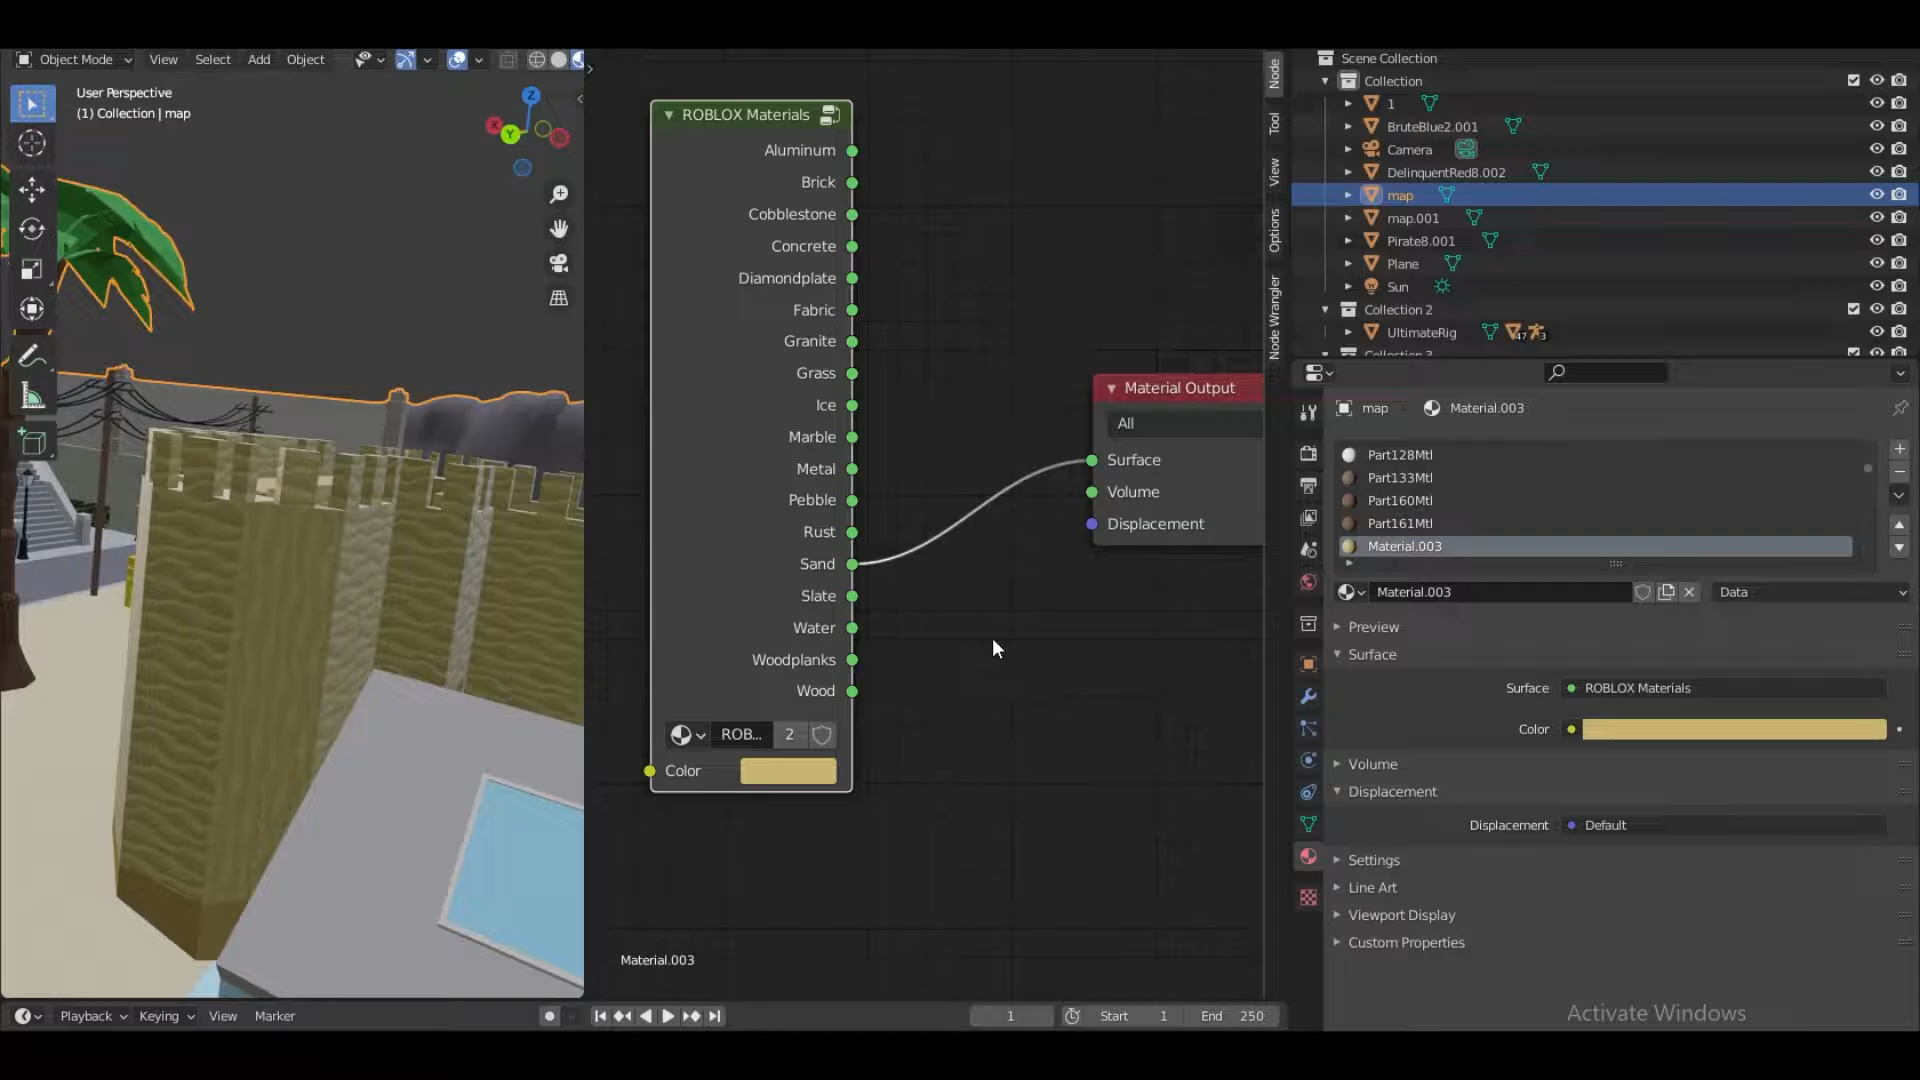 Object Mode
View
Select
Add
Object
User Perspective
(1) Collection | map
Z
X
Y
ROBLOX Materials
Aluminum
Brick
Cobblestone
Concrete
Diamondplate
Fabric
Granite
Grass
Ice
Marble
Metal
Pebble
Rust
Sand
Slate
Water
Woodplanks
Wood
ROB...
2
Color
Material Output
All
Surface
Volume
Displacement
Material.003
Node
Tool
View
Options
Node Wrangler
Scene Collection
Collection
1
BruteBlue2.001
Camera
DelinquentRed8.002
map
map.001
Pirate8.001
Plane
Sun
Collection 2
UltimateRig
47
3
Collection 3
map
Material.003
Part128Mtl
Part133Mtl
Part160Mtl
Part161Mtl
Material.003
Material.003
Data
Preview
Surface
Surface
ROBLOX Materials
Color
Volume
Displacement
Displacement
Default
Settings
Line Art
Viewport Display
Custom Properties
Activate Windows
Playback
Keying
View
Marker
1
Start
1
End
250